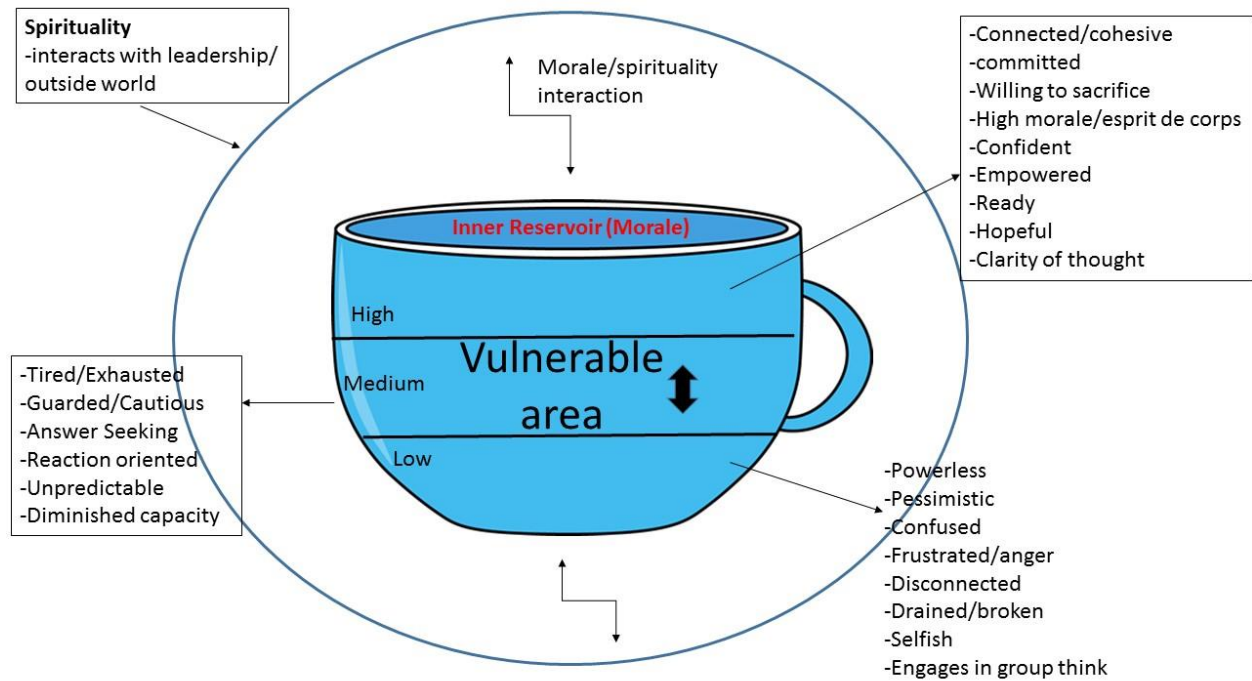 Spirituality
-interacts with leadership/
outside world
Morale/spirituality
interaction
-Connected/cohesive
-committed
-Willing to sacrifice
-High morale/esprit de corps
-Confident
-Empowered
-Ready
-Hopeful
-Clarity of thought
Inner Reservoir (Morale)
High
Vulnerable
area
Medium
Low
-Tired/Exhausted
-Guarded/Cautious
-Answer Seeking
-Reaction oriented
-Unpredictable
-Diminished capacity
-Powerless
-Pessimistic
-Confused
-Frustrated/anger
-Disconnected
-Drained/broken
-Selfish
-Engages in group think